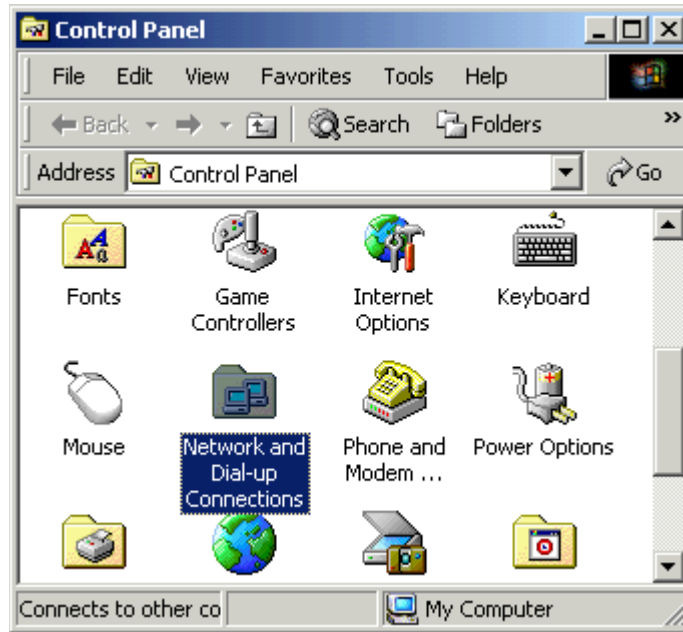 Control Panel
File Edit View Favorites Tools Help
Back Search Folders »
Address Control Panel Go
Fonts Game Controllers Internet Options Keyboard
Mouse Network and Dial-up Connections Phone and Modem ... Power Options
Connects to other co My Computer